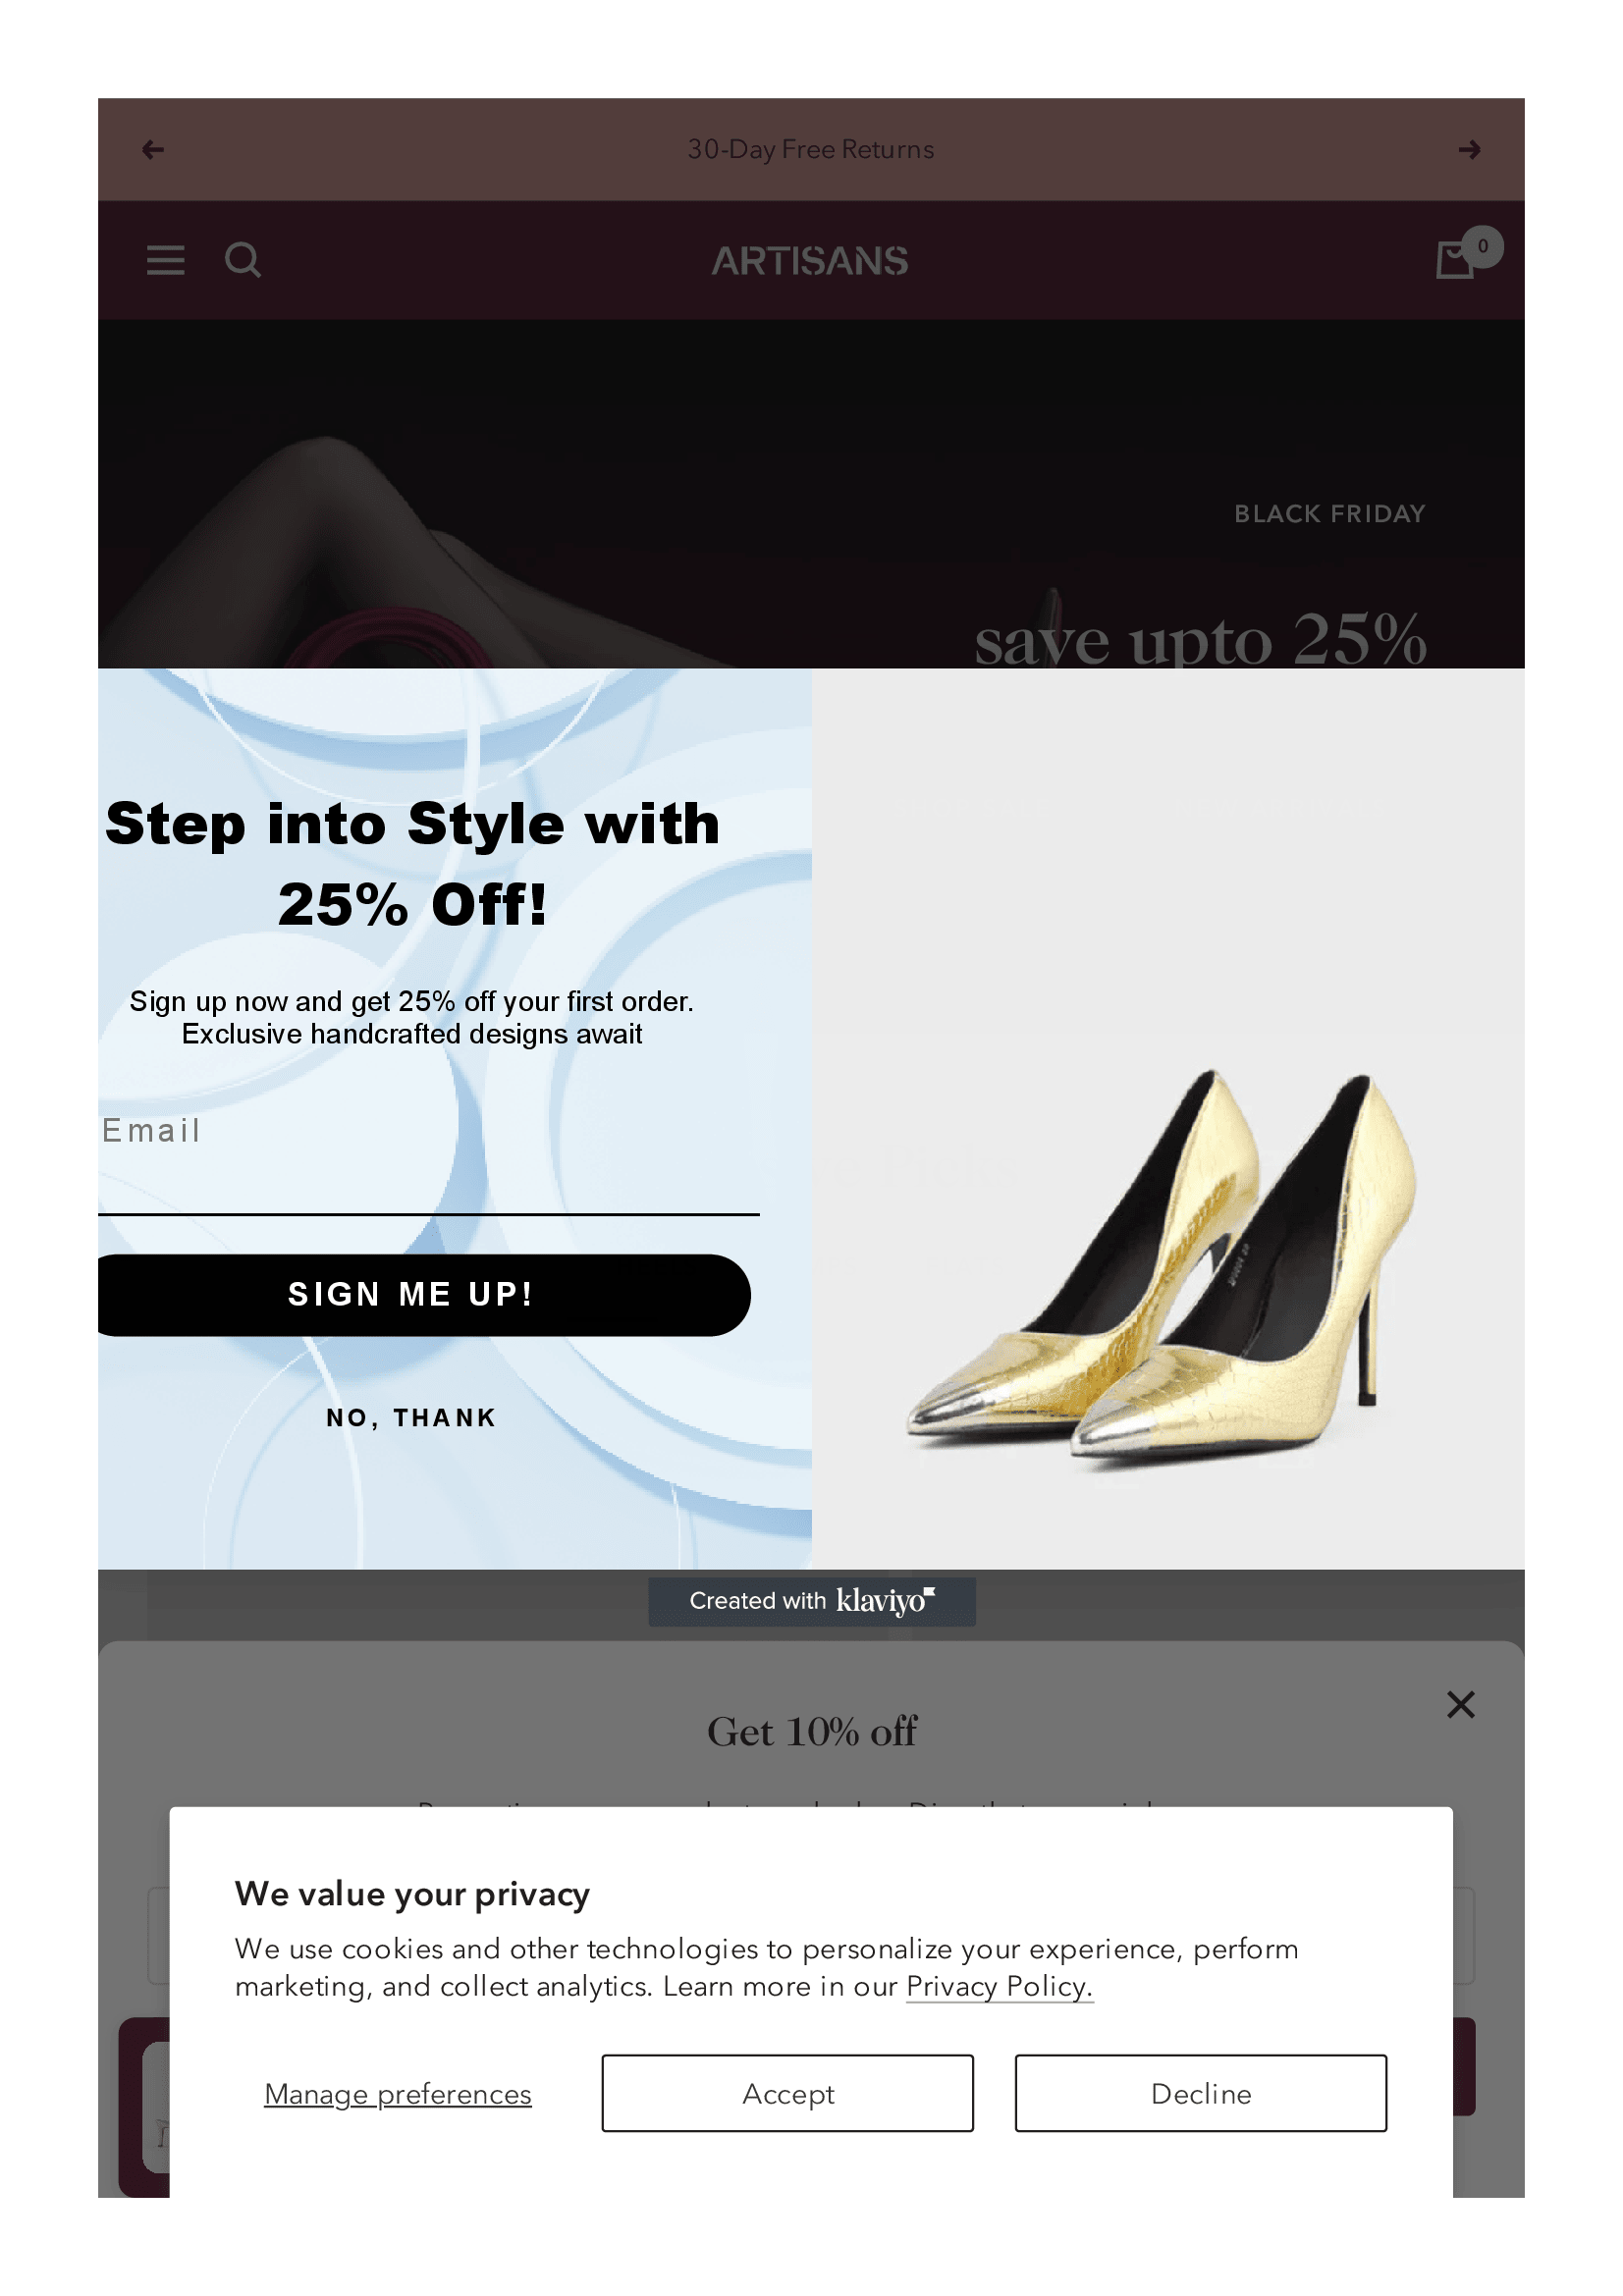 30-Day Free Returns
ARTISANS
0
BLACK FRIDAY
save upto 25%
Step into Style with
25% Off!
Sign up now and get 25% off your first order.
Exclusive handcrafted designs await
Email
SIGN ME UP!
NO, THANK
Created with klaviyo
Get 10% off
We value your privacy
We use cookies and other technologies to personalize your experience, perform
marketing, and collect analytics. Learn more in our Privacy Policy.
Manage preferences
Accept
Decline